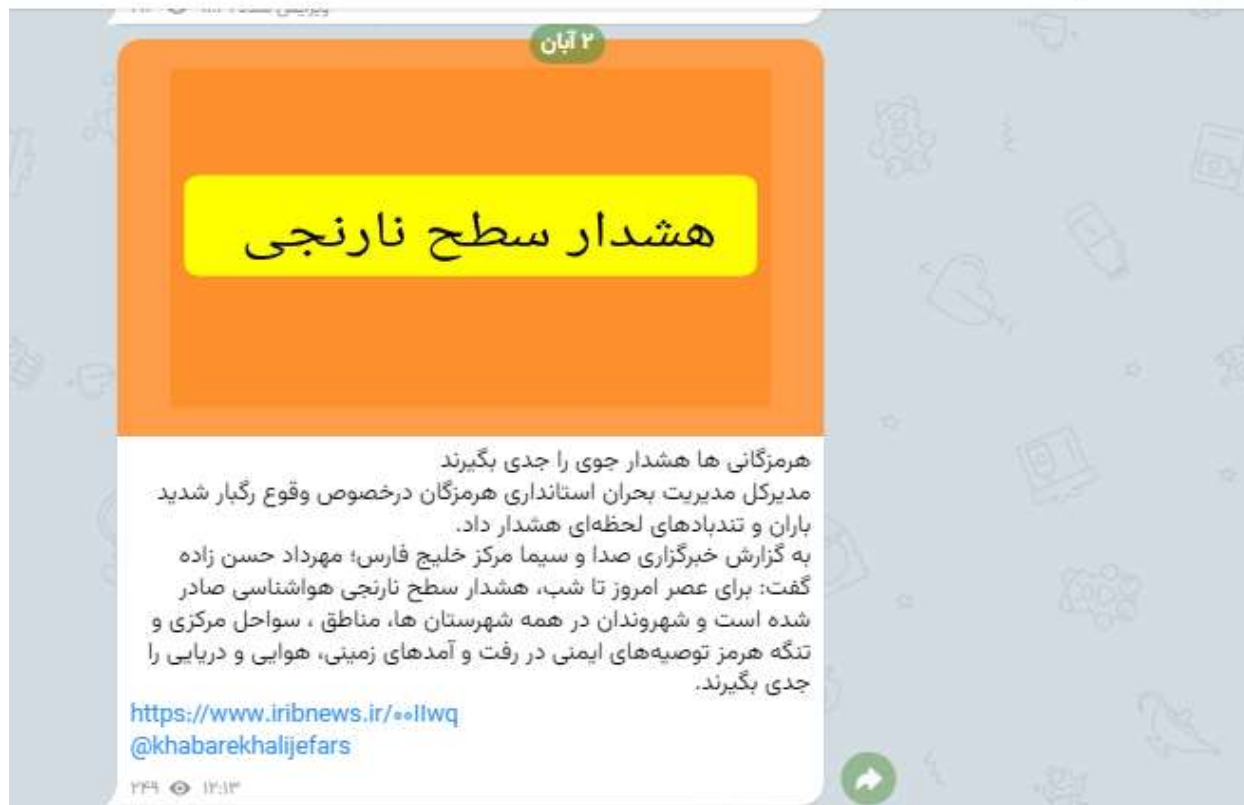 ۲ آبان
هشدار سطح نارنجی
هرمزگانی ها هشدار جوی را جدی بگیرند
مدیرکل مدیریت بحران استانداری هرمزگان درخصوص وقوع رگبار شدید
باران و تندبادهای لحظه‌ای هشدار داد.
به گزارش خبرگزاری صدا و سیما مرکز خلیج فارس؛ مهرداد حسن زاده
گفت: برای عصر امروز تا شب، هشدار سطح نارنجی هواشناسی صادر
شده است و شهروندان در همه شهرستان ها، مناطق ، سواحل مرکزی و
تنگه هرمز توصیه‌های ایمنی در رفت و آمدهای زمینی، هوایی و دریایی را
جدی بگیرند.
https://www.iribnews.ir/۰۰IIwq
@khabarekhalijefars
۲۴۹ ۱۲:۱۳